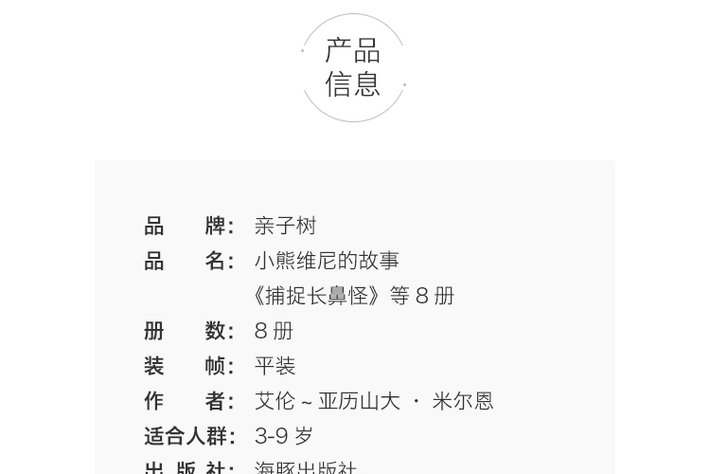 产品
信息
品 牌： 亲子树
品 名： 小熊维尼的故事
《捕捉长鼻怪》等 8 册
册 数： 8 册
装 帧： 平装
作 者： 艾伦 ~ 亚历山大 · 米尔恩
适合人群： 3-9 岁
出 版 社： 海豚出版社